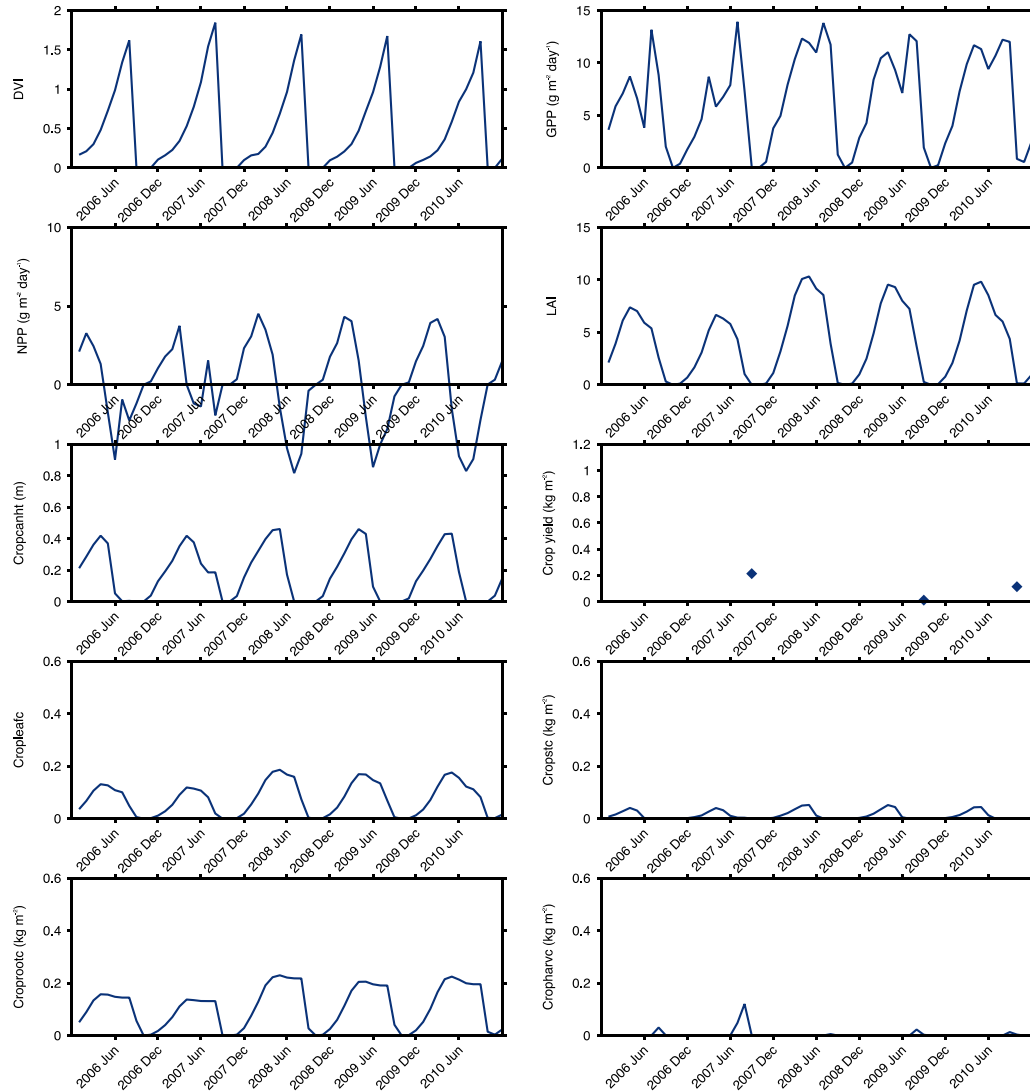 DVI
2
1.5
1
0.5
0
2006 Jun
2006 Dec
2007 Jun
2007 Dec
2008 Jun
2008 Dec
2009 Jun
2009 Dec
2010 Jun
GPP (g m⁻² day⁻¹)
15
10
5
0
2006 Jun
2006 Dec
2007 Jun
2007 Dec
2008 Jun
2008 Dec
2009 Jun
2009 Dec
2010 Jun
NPP (g m⁻² day⁻¹)
10
5
0
2006 Jun
2006 Dec
2007 Jun
2007 Dec
2008 Jun
2008 Dec
2009 Jun
2009 Dec
2010 Jun
LAI
15
10
5
0
2006 Jun
2006 Dec
2007 Jun
2007 Dec
2008 Jun
2008 Dec
2009 Jun
2009 Dec
2010 Jun
Cropcanht (m)
1
0.8
0.6
0.4
0.2
0
2006 Jun
2006 Dec
2007 Jun
2007 Dec
2008 Jun
2008 Dec
2009 Jun
2009 Dec
2010 Jun
Crop yield (kg m⁻²)
1.2
1
0.8
0.6
0.4
0.2
0
2006 Jun
2006 Dec
2007 Jun
2007 Dec
2008 Jun
2008 Dec
2009 Jun
2009 Dec
2010 Jun
Cropleafc
0.6
0.4
0.2
0
2006 Jun
2006 Dec
2007 Jun
2007 Dec
2008 Jun
2008 Dec
2009 Jun
2009 Dec
2010 Jun
Cropstc (kg m⁻²)
0.6
0.4
0.2
0
2006 Jun
2006 Dec
2007 Jun
2007 Dec
2008 Jun
2008 Dec
2009 Jun
2009 Dec
2010 Jun
Croprootc (kg m⁻²)
0.6
0.4
0.2
0
2006 Jun
2006 Dec
2007 Jun
2007 Dec
2008 Jun
2008 Dec
2009 Jun
2009 Dec
2010 Jun
Cropharvc (kg m⁻²)
0.6
0.4
0.2
0
2006 Jun
2006 Dec
2007 Jun
2007 Dec
2008 Jun
2008 Dec
2009 Jun
2009 Dec
2010 Jun